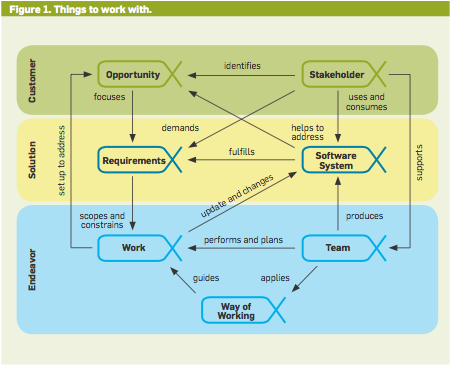 Figure 1. Things to work with.
Customer
Opportunity
identifies
Stakeholder
focuses
uses and
consumes
demands
helps to
address
Solution
set up to address
Requirements
fulfills
Software
System
supports
update and changes
scopes and
constrains
produces
Endeavor
Work
performs and plans
Team
guides
applies
Way of
Working